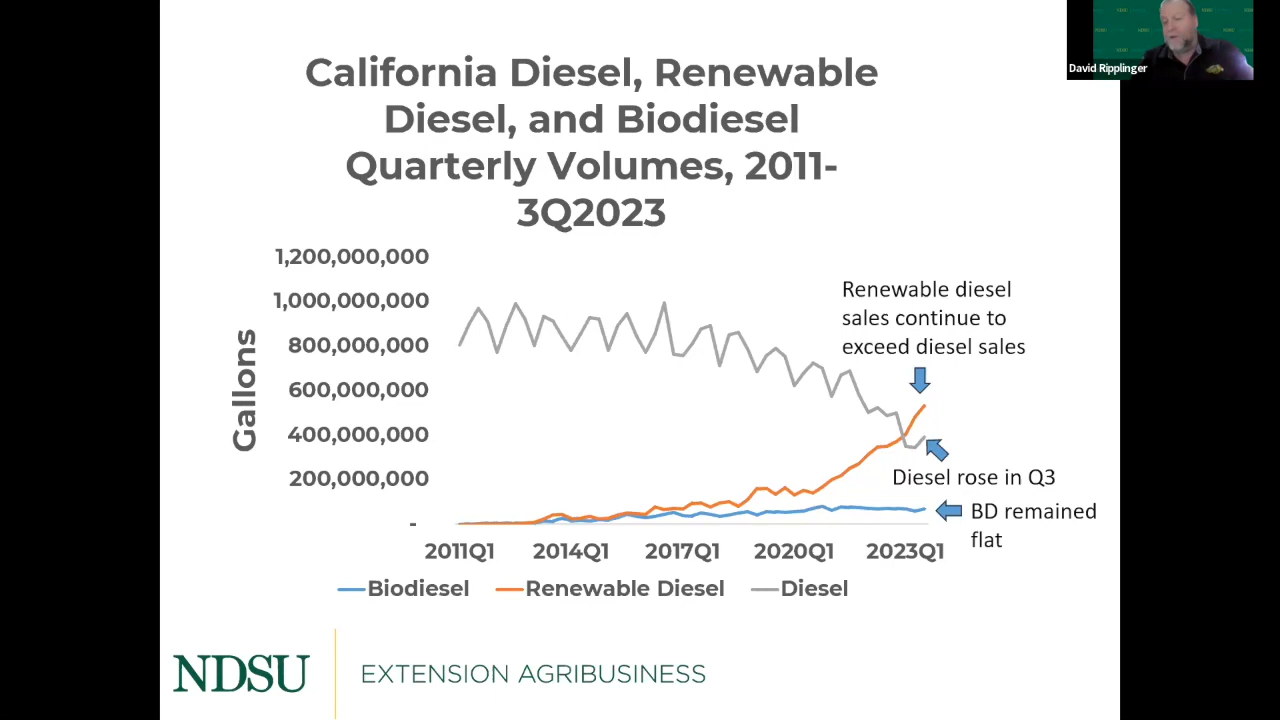 California Diesel, Renewable
Diesel, and Biodiesel
Quarterly Volumes, 2011-
3Q2023
David Ripplinger
Gallons
1,200,000,000
1,000,000,000
800,000,000
600,000,000
400,000,000
200,000,000
-
2011Q1 2014Q1 2017Q1 2020Q1 2023Q1
Renewable diesel
sales continue to
exceed diesel sales
Diesel rose in Q3
BD remained
flat
Biodiesel Renewable Diesel Diesel
NDSU EXTENSION AGRIBUSINESS